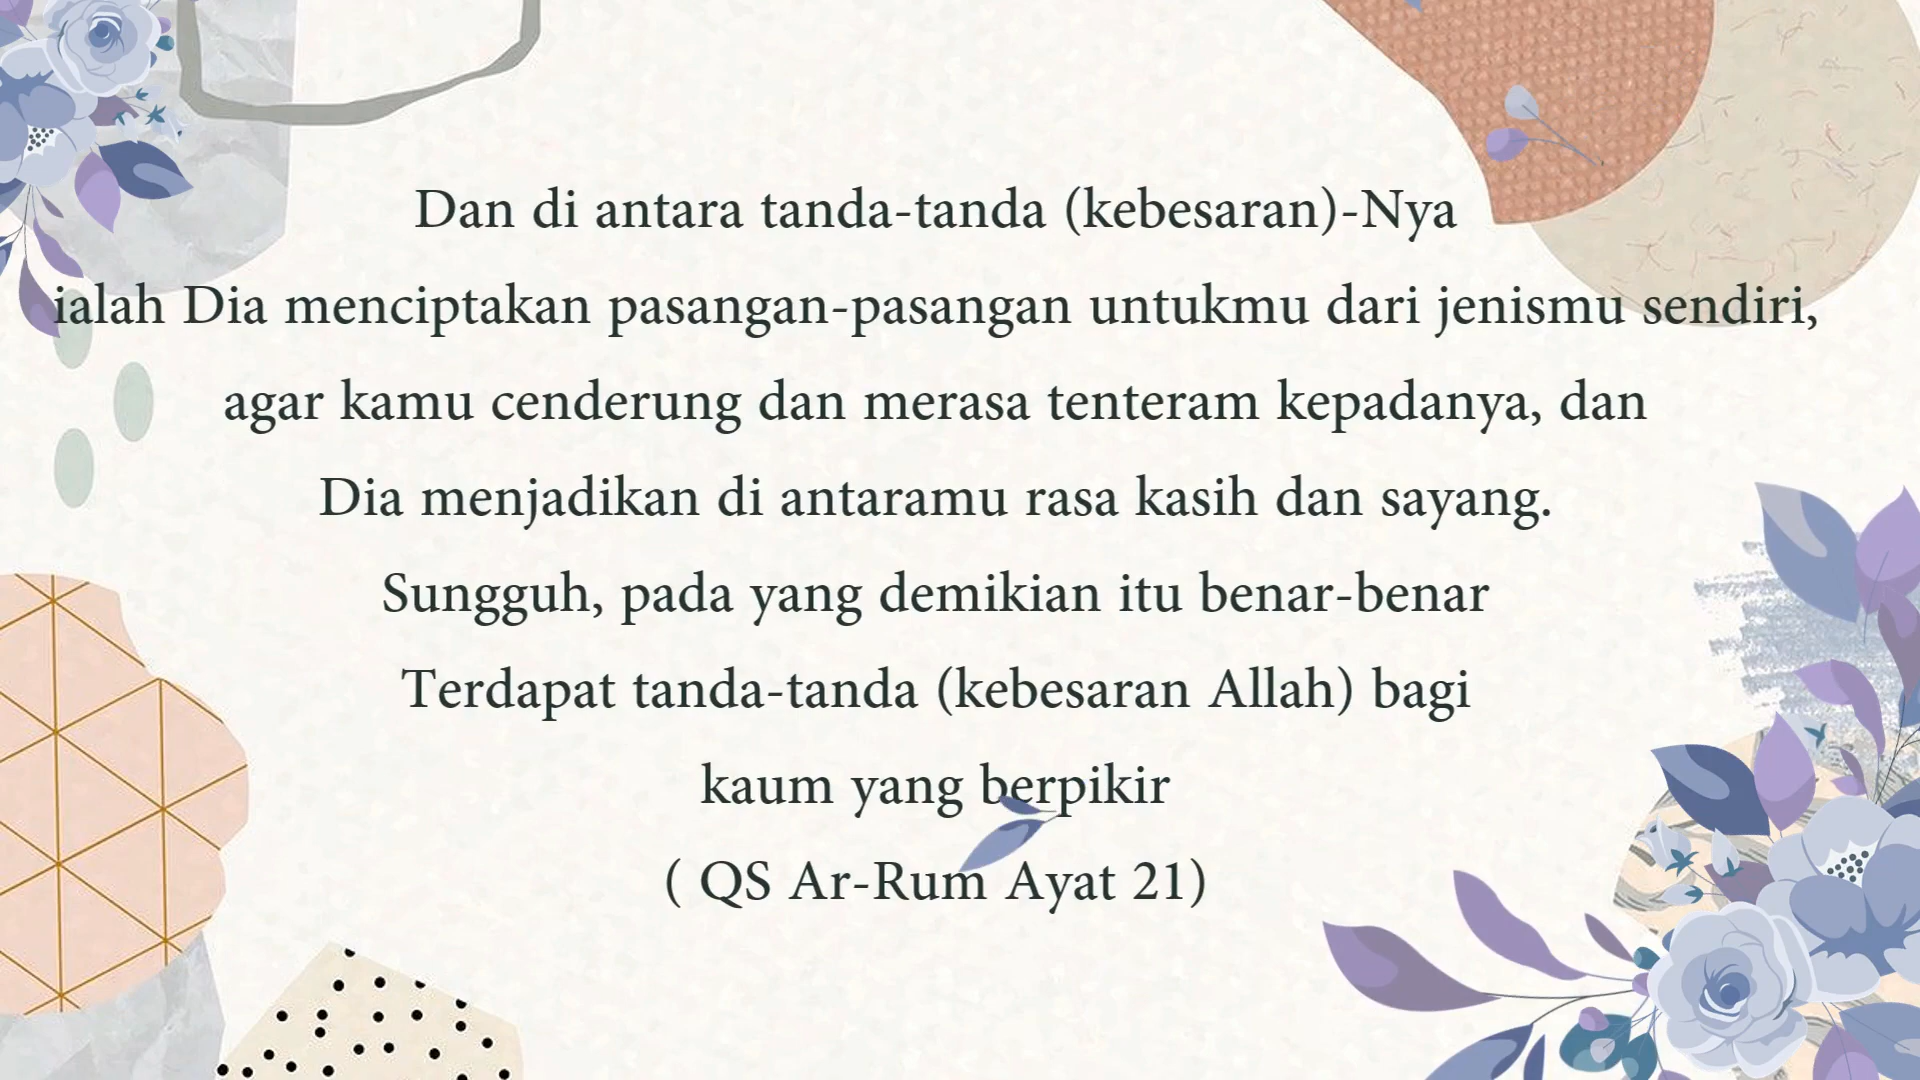 Dan di antara tanda-tanda (kebesaran)-Nya
ialah Dia menciptakan pasangan-pasangan untukmu dari jenismu sendiri,
agar kamu cenderung dan merasa tenteram kepadanya, dan
Dia menjadikan di antaramu rasa kasih dan sayang.
Sungguh, pada yang demikian itu benar-benar
Terdapat tanda-tanda (kebesaran Allah) bagi
kaum yang berpikir
( QS Ar-Rum Ayat 21)